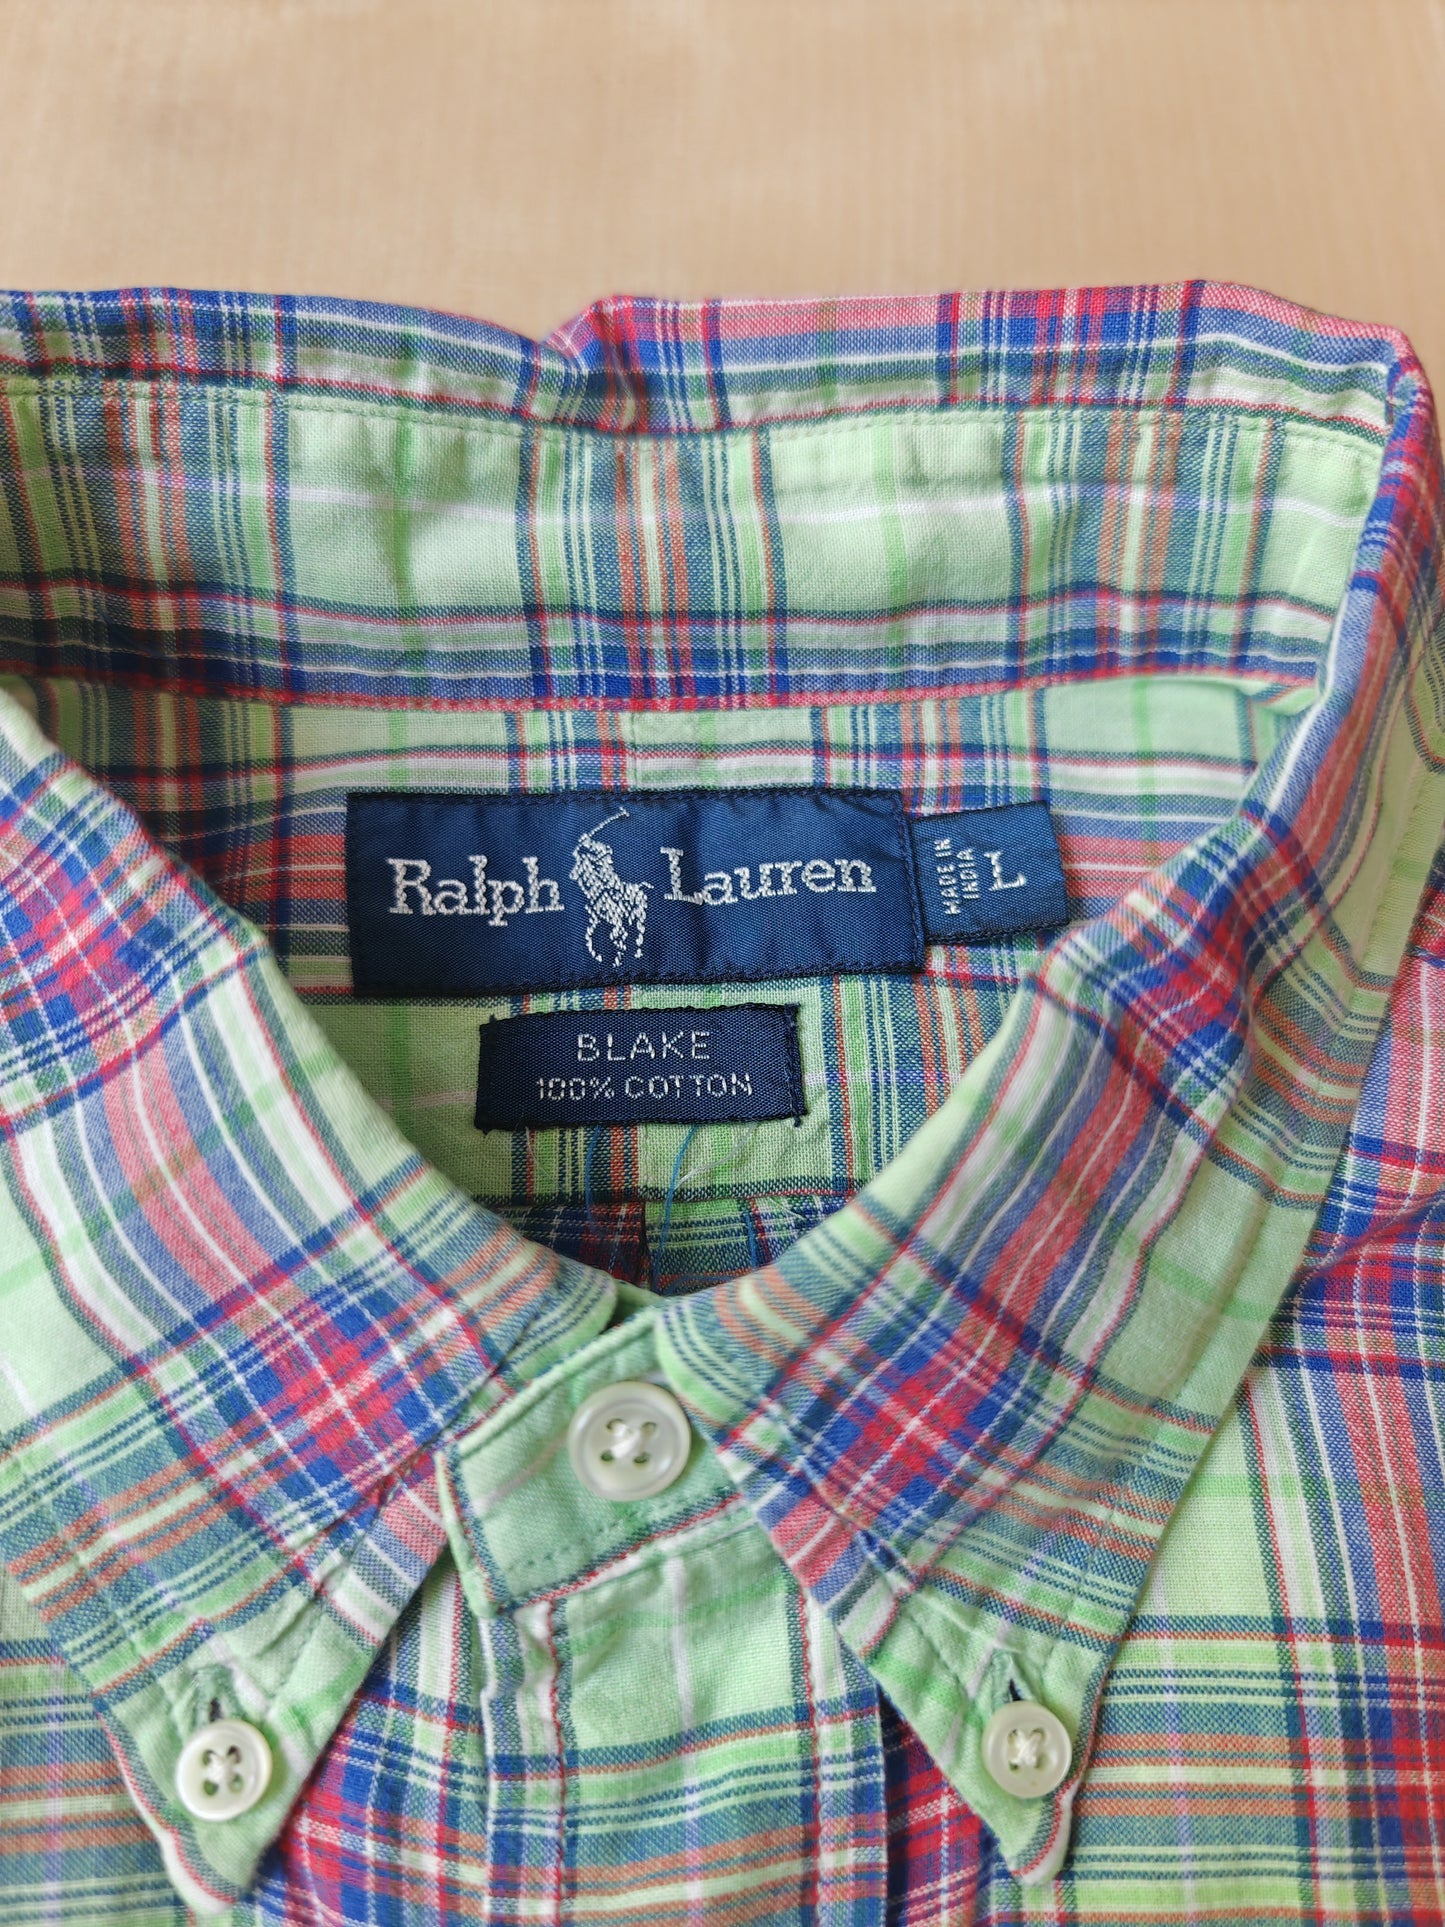 Ralph Lauren
MADE IN
INDIA
L
BLAKE
100% COTTON